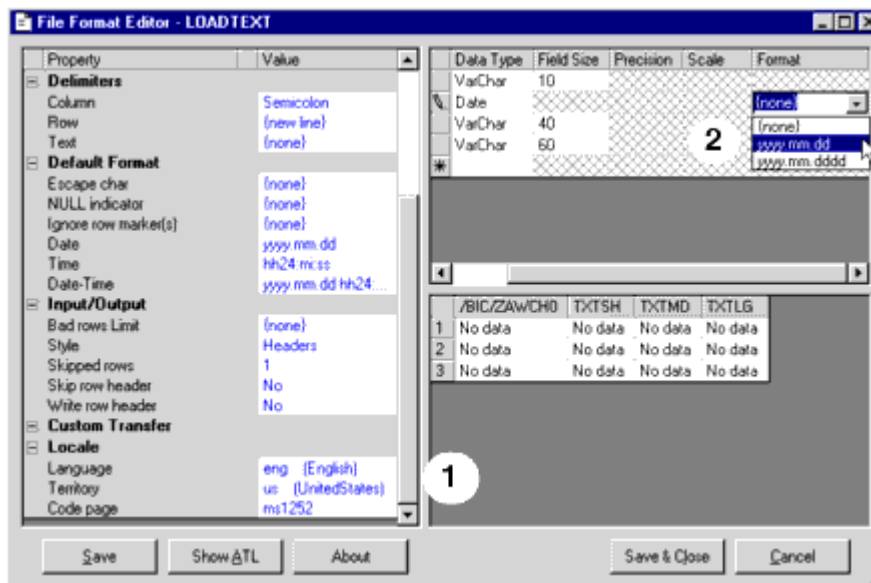 File Format Editor - LOADTEXT
Property Value
Delimiters
Column Semicolon
Row {new line}
Text {none}
Default Format
Escape char {none}
NULL indicator {none}
Ignore row marker(s) {none}
Date yyyy.mm.dd
Time hh24:mi:ss
Date-Time yyyy.mm.dd hh24:...
Input/Output
Bad rows Limit {none}
Style Headers
Skipped rows 1
Skip row header No
Write row header No
Custom Transfer
Locale
Language eng (English)
Territory us (UnitedStates)
Code page ms1252
Data Type Field Size Precision Scale Format
VarChar 10
Date {none}
VarChar 40 {none}
VarChar 60 yyyy.mm.dd
yyyy.mm.dddd
2
/BIC/ZAWCH0 TXTSH TXTMD TXTLG
1 No data No data No data No data
2 No data No data No data No data
3 No data No data No data No data
1
Save Show ATL About Save & Close Cancel